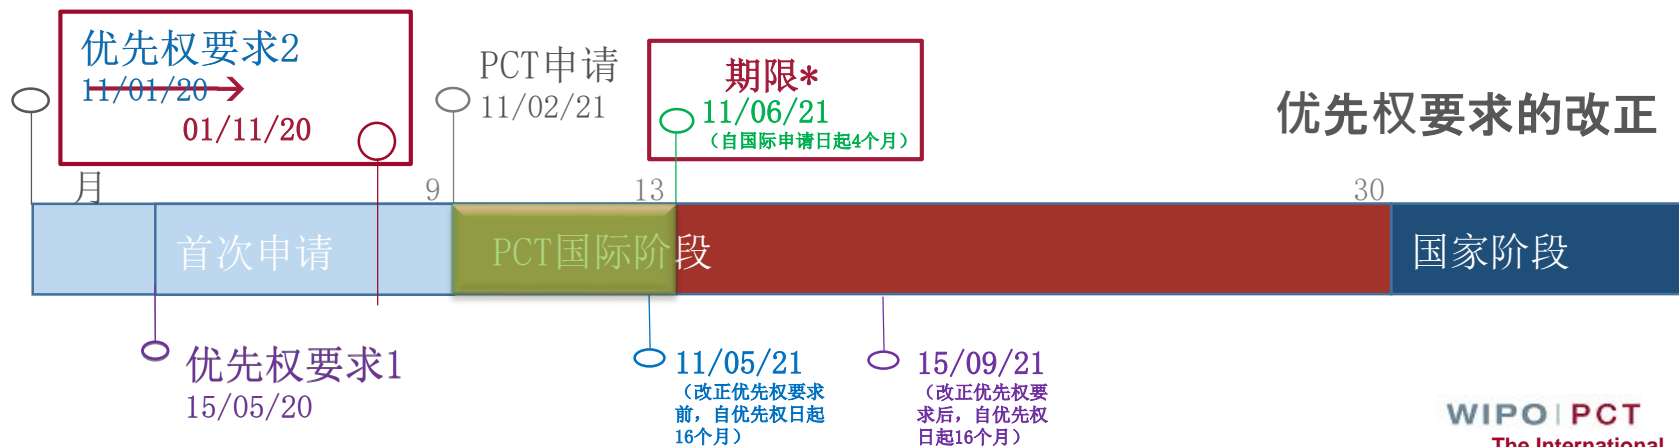 优先权要求的改正
优先权要求2
11/01/20
01/11/20
PCT申请
11/02/21
期限*
11/06/21
（自国际申请日起4个月）
月
9
13
30
首次申请
PCT国际阶段
国家阶段
优先权要求1
15/05/20
11/05/21
（改正优先权要求
前，自优先权日起
16个月）
15/09/21
（改正优先权要
求后，自优先权
日起16个月）
WIPO|PCT
The International